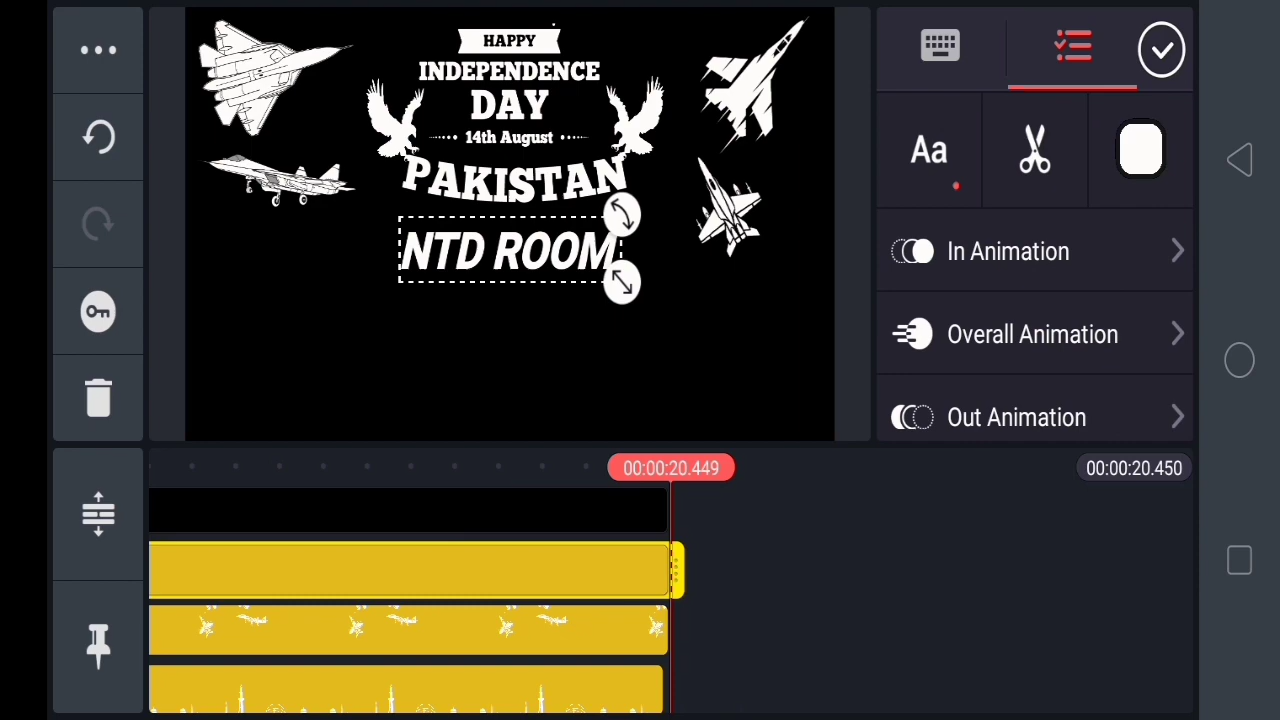 HAPPY
INDEPENDENCE
DAY
14th August
PAKISTAN
NTD ROOM
Aa
In Animation
Overall Animation
Out Animation
00:00:20.449
00:00:20.450